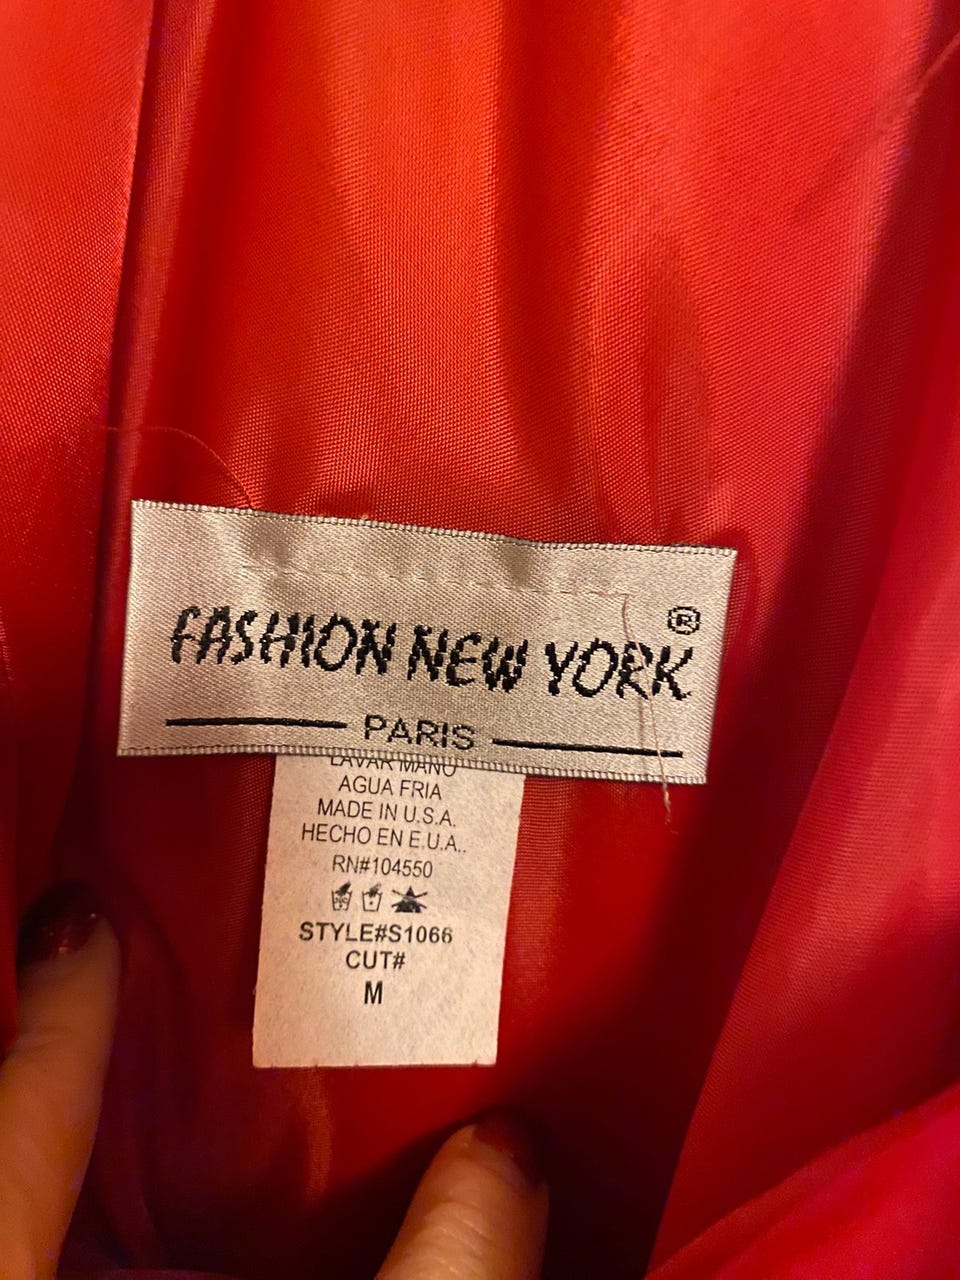 FASHION NEW YORK ®
PARIS
LAVAR MANO
AGUA FRIA
MADE IN U.S.A.
HECHO EN E.U.A..
RN#104550
STYLE#S1066
CUT#
M